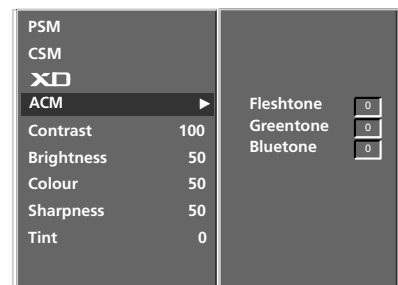 PSM
CSM
XD
ACM ▶
Contrast 100
Brightness 50
Colour 50
Sharpness 50
Tint 0
Fleshtone 0
Greentone 0
Bluetone 0